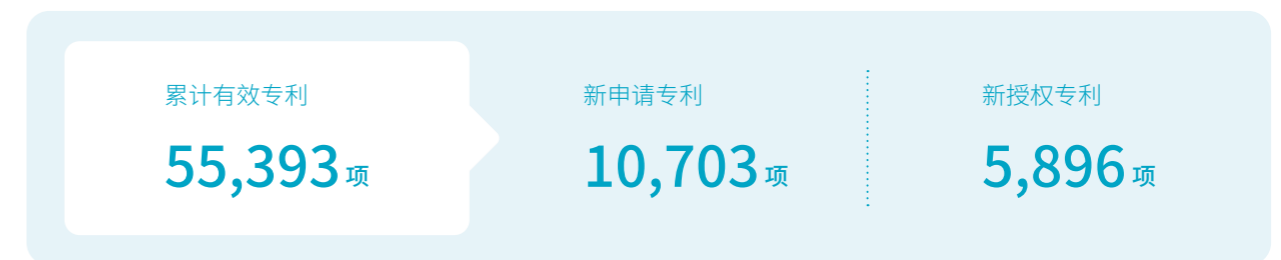 累计有效专利
55,393 项
新申请专利
10,703 项
新授权专利
5,896 项